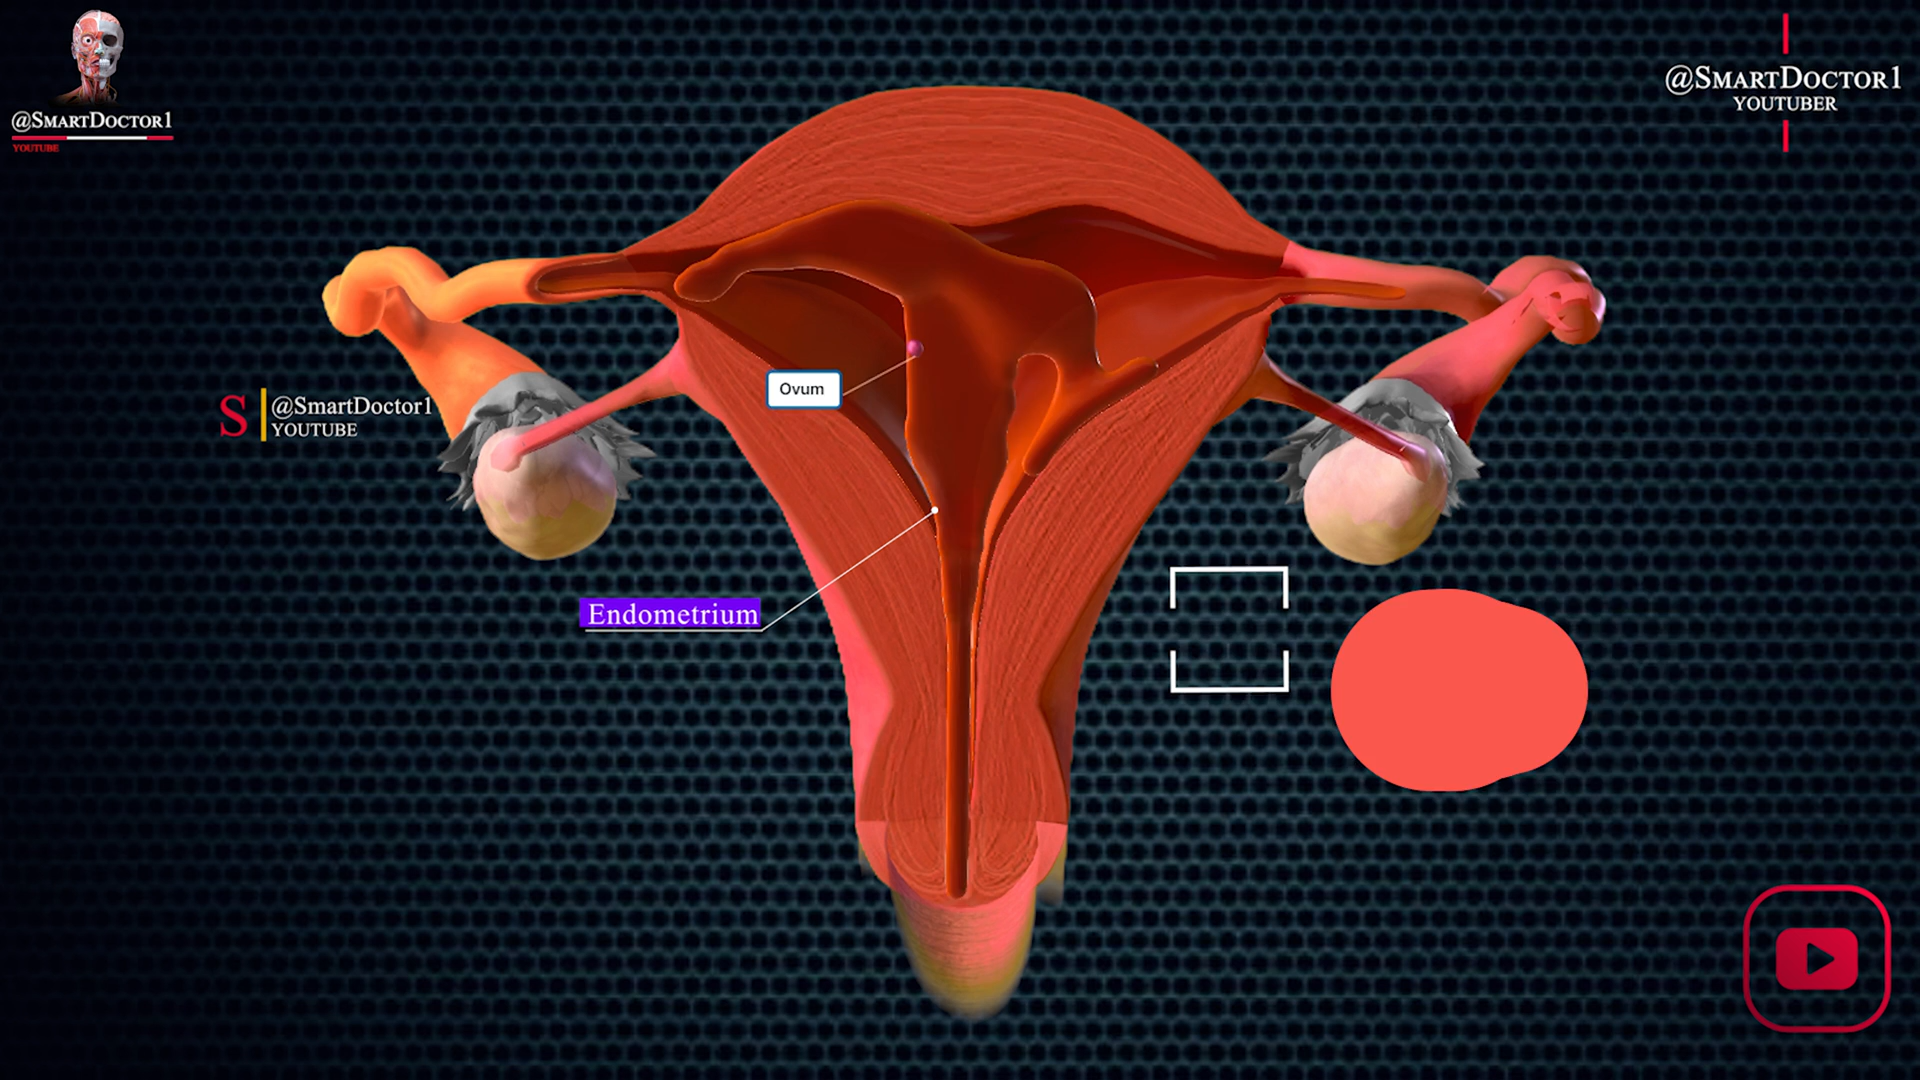 @SmartDoctor1
YOUTUBE
@SmartDoctor1
YOUTUBER
Ovum
S
@SmartDoctor1
YOUTUBE
Endometrium